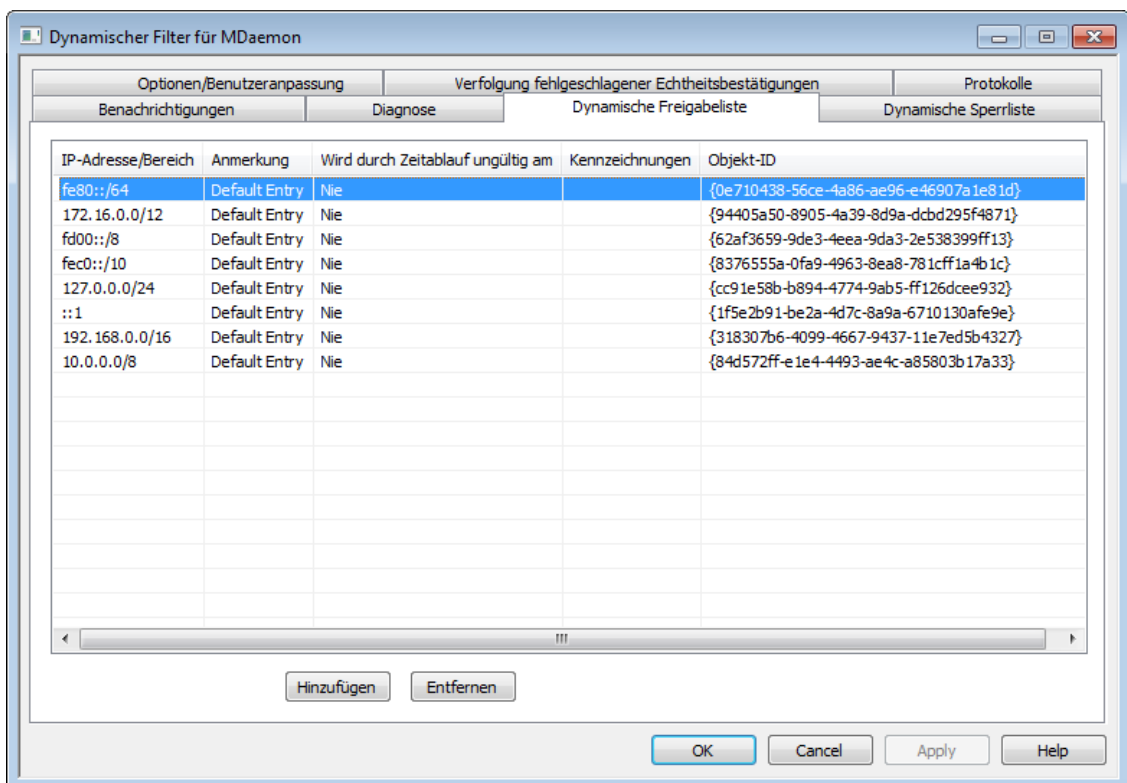 Dynamischer Filter für MDaemon
Optionen/Benutzeranpassung Verfolgung fehlgeschlagener Echtheitsbestätigungen Protokolle
Benachrichtigungen Diagnose Dynamische Freigabeliste Dynamische Sperrliste
IP-Adresse/Bereich Anmerkung Wird durch Zeitablauf ungültig am Kennzeichnungen Objekt-ID
fe80::/64 Default Entry Nie {0e710438-56ce-4a86-ae96-e46907a1e81d}
172.16.0.0/12 Default Entry Nie {94405a50-8905-4a39-8d9a-dcbd295f4871}
fd00::/8 Default Entry Nie {62af3659-9de3-4eea-9da3-2e538399ff13}
fec0::/10 Default Entry Nie {8376555a-0fa9-4963-8ea8-781cff1a4b1c}
127.0.0.0/24 Default Entry Nie {cc91e58b-b894-4774-9ab5-ff126dcee932}
::1 Default Entry Nie {1f5e2b91-be2a-4d7c-8a9a-6710130afe9e}
192.168.0.0/16 Default Entry Nie {318307b6-4099-4667-9437-11e7ed5b4327}
10.0.0.0/8 Default Entry Nie {84d572ff-e1e4-4493-ae4c-a85803b17a33}
Hinzufügen Entfernen
OK Cancel Apply Help